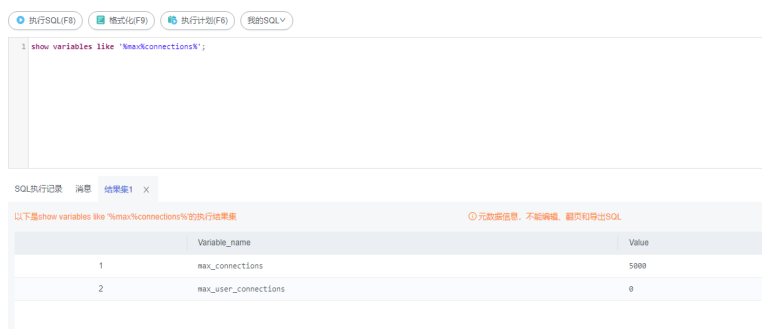 执行SQL(F8) 格式化(F9) 执行计划(F6) 我的SQL
1 show variables like '%max%connections%';
SQL执行记录 消息 结果集1 X
以下是show variables like '%max%connections%'的执行结果集 元数据信息、不能编辑、翻页和导出SQL
Variable_name Value
1 max_connections 5000
2 max_user_connections 0